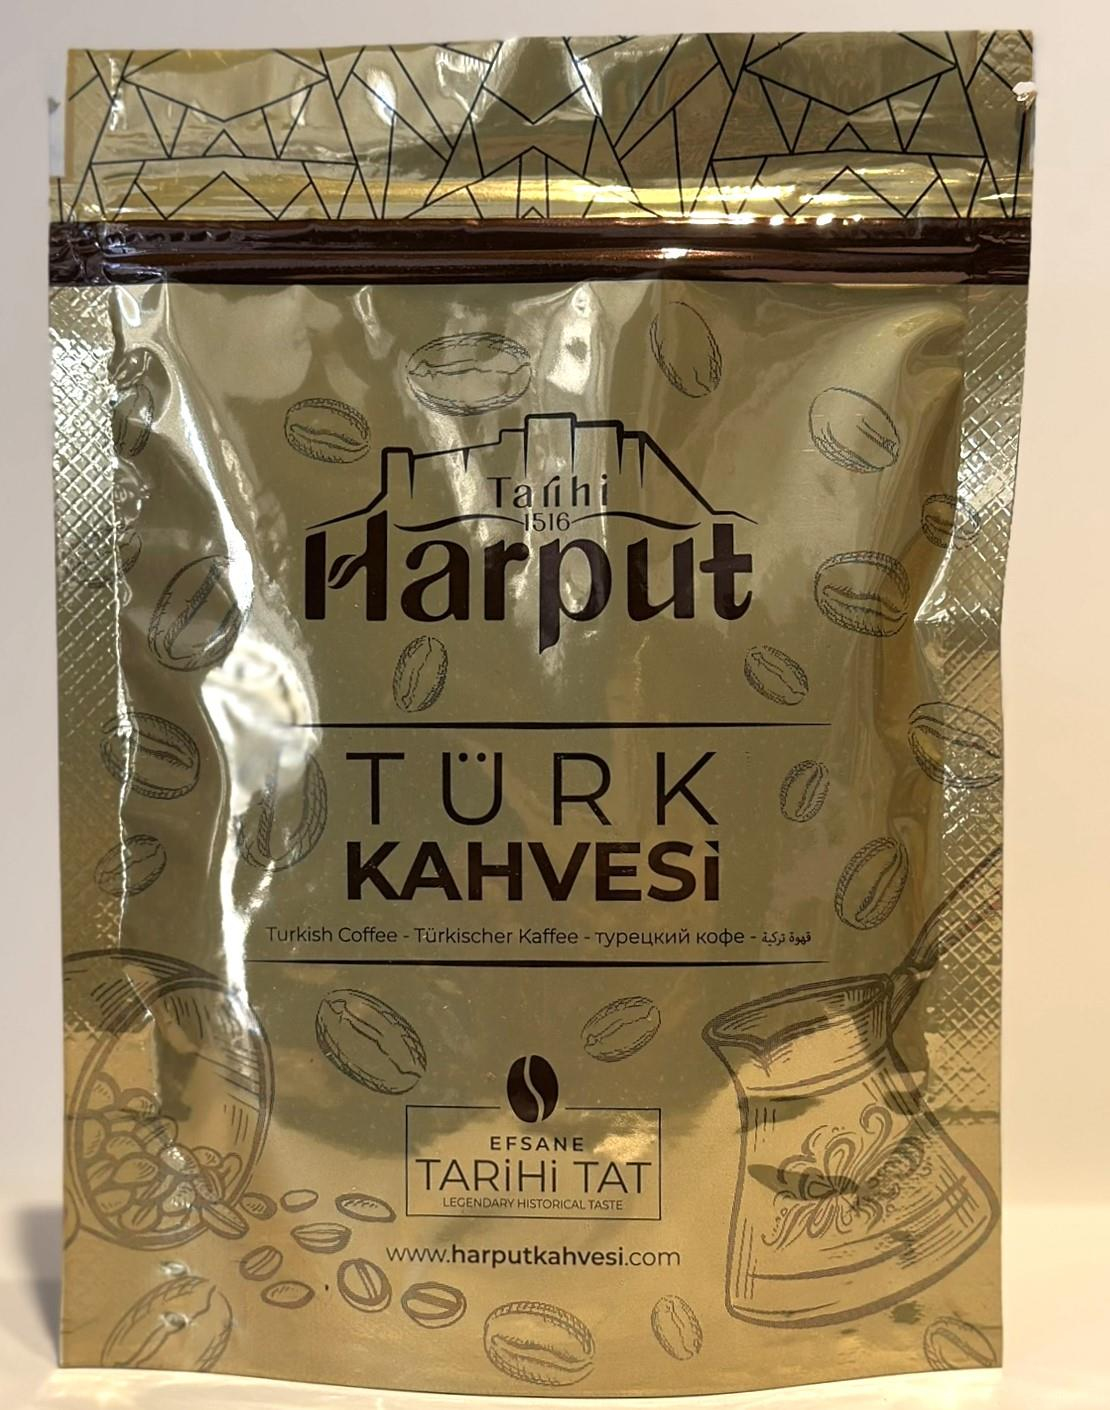 Tarihi
1516
Harput
TÜRK
KAHVESİ
Turkish Coffee - Türkischer Kaffee - турецкий кофе - قهوة تركية
EFSANE
TARİHİ TAT
LEGENDARY HISTORICAL TASTE
www.harputkahvesi.com